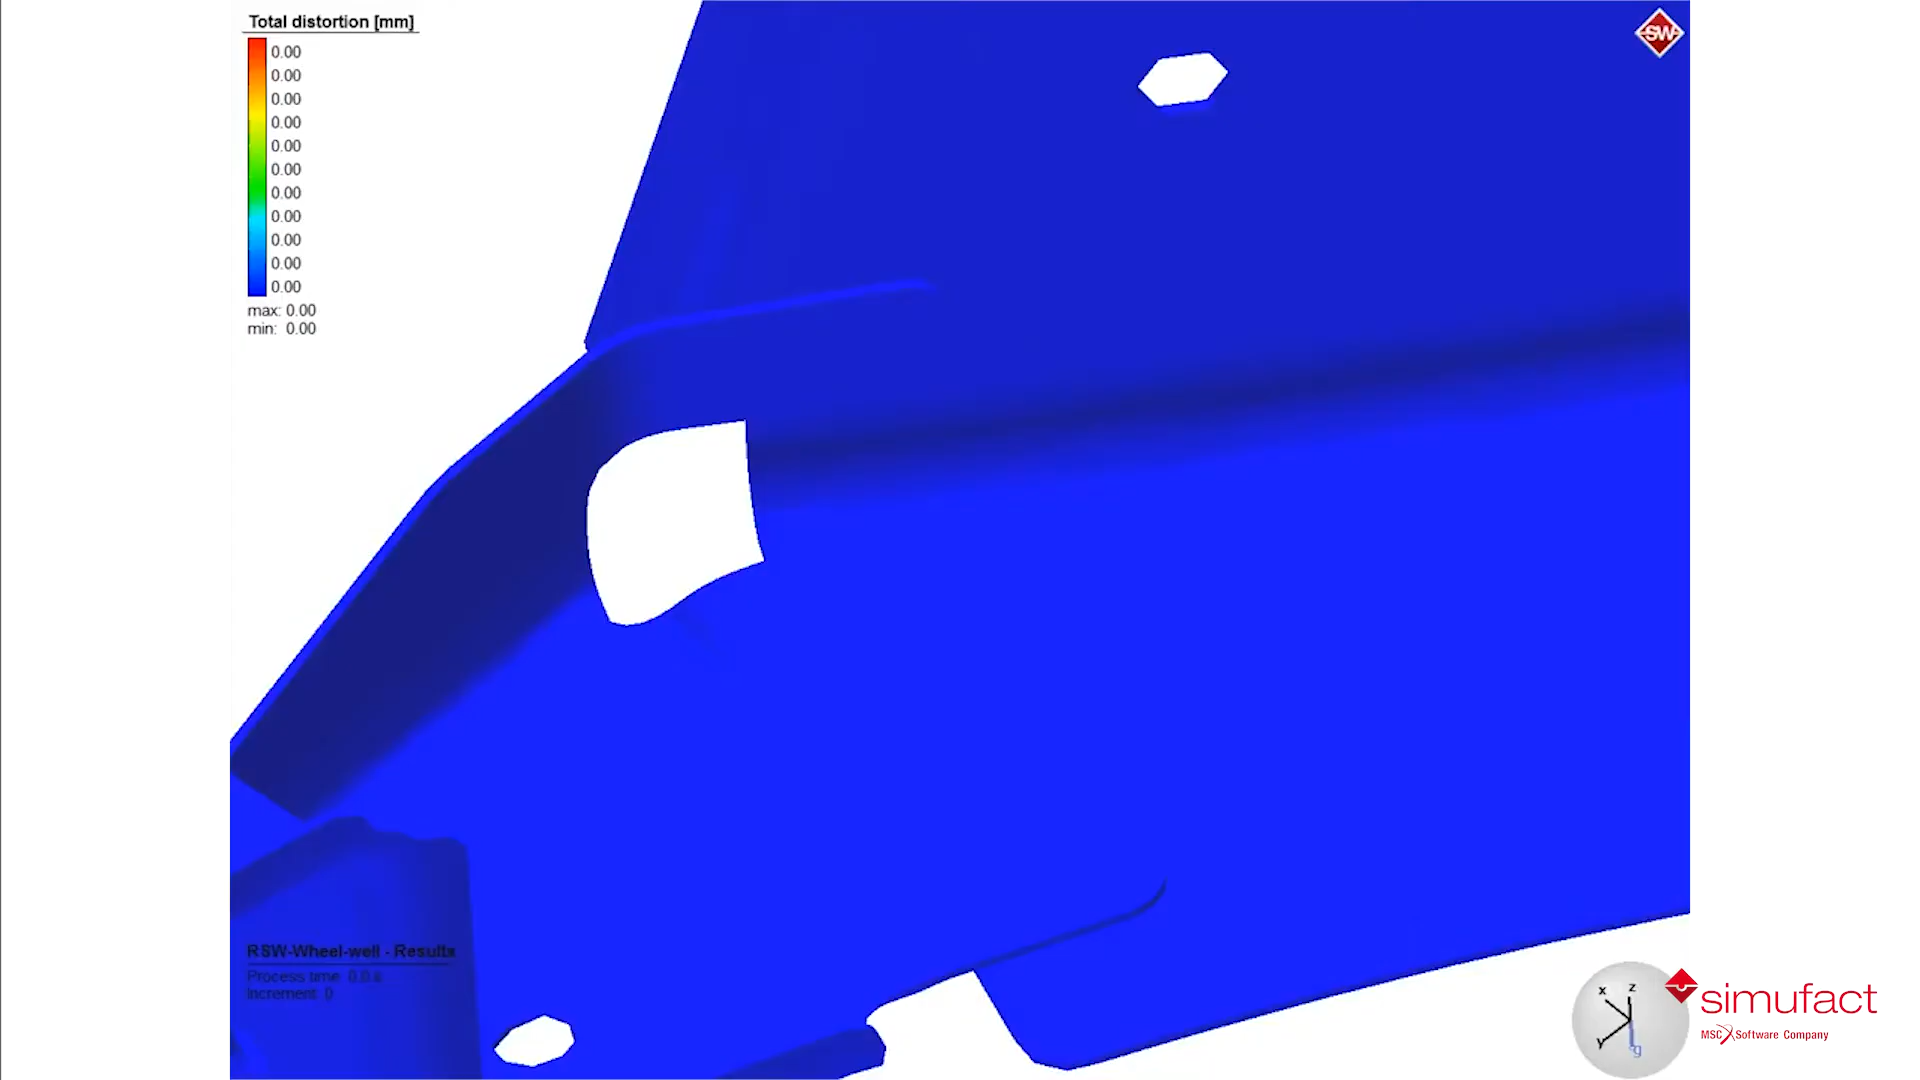 Total distortion [mm]
0.00
0.00
0.00
0.00
0.00
0.00
0.00
0.00
0.00
0.00
0.00
max: 0.00
min: 0.00
SW
RSW-Wheel-well - Results
Process time: 0.0 s
Increment: 0
x z
y
g
simufact
MSC Software Company